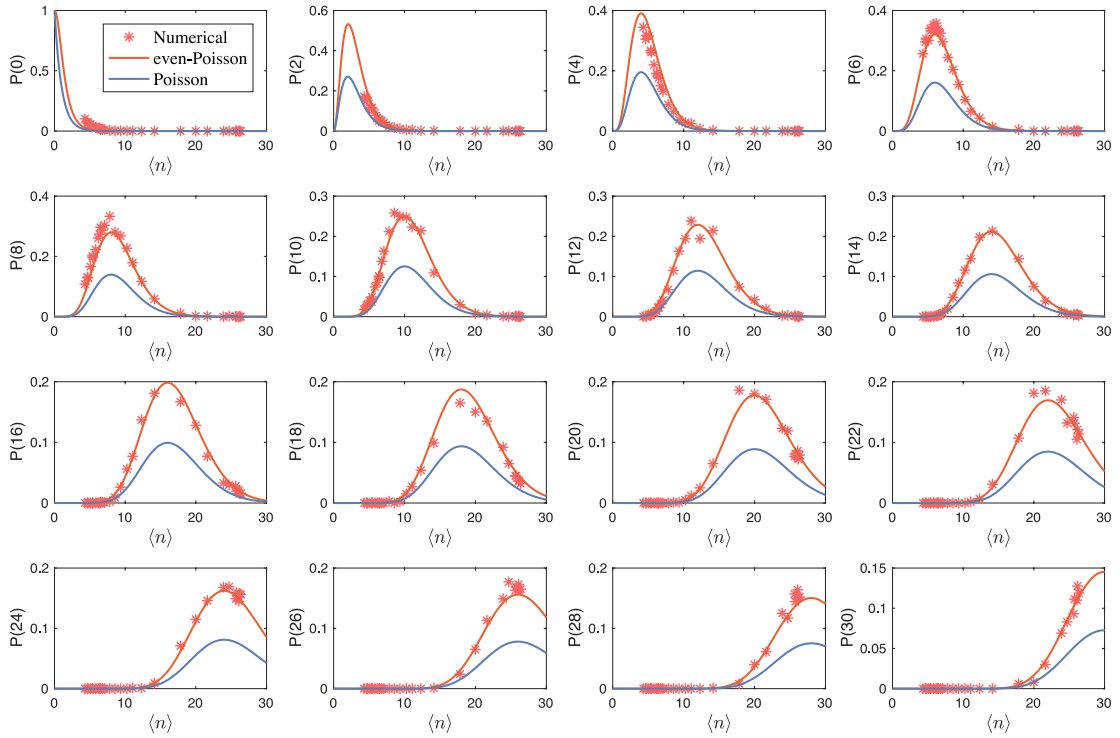 P(0)
1
0.5
0
0 10 20 30
⟨n⟩
Numerical
even-Poisson
Poisson
P(2)
0.6
0.4
0.2
0
0 10 20 30
⟨n⟩
P(4)
0.4
0.2
0
0 10 20 30
⟨n⟩
P(6)
0.4
0.2
0
0 10 20 30
⟨n⟩
P(8)
0.4
0.2
0
0 10 20 30
⟨n⟩
P(10)
0.3
0.2
0.1
0
0 10 20 30
⟨n⟩
P(12)
0.3
0.2
0.1
0
0 10 20 30
⟨n⟩
P(14)
0.3
0.2
0.1
0
0 10 20 30
⟨n⟩
P(16)
0.2
0.1
0
0 10 20 30
⟨n⟩
P(18)
0.2
0.1
0
0 10 20 30
⟨n⟩
P(20)
0.2
0.1
0
0 10 20 30
⟨n⟩
P(22)
0.2
0.1
0
0 10 20 30
⟨n⟩
P(24)
0.2
0.1
0
0 10 20 30
⟨n⟩
P(26)
0.2
0.1
0
0 10 20 30
⟨n⟩
P(28)
0.2
0.1
0
0 10 20 30
⟨n⟩
P(30)
0.15
0.1
0.05
0
0 10 20 30
⟨n⟩